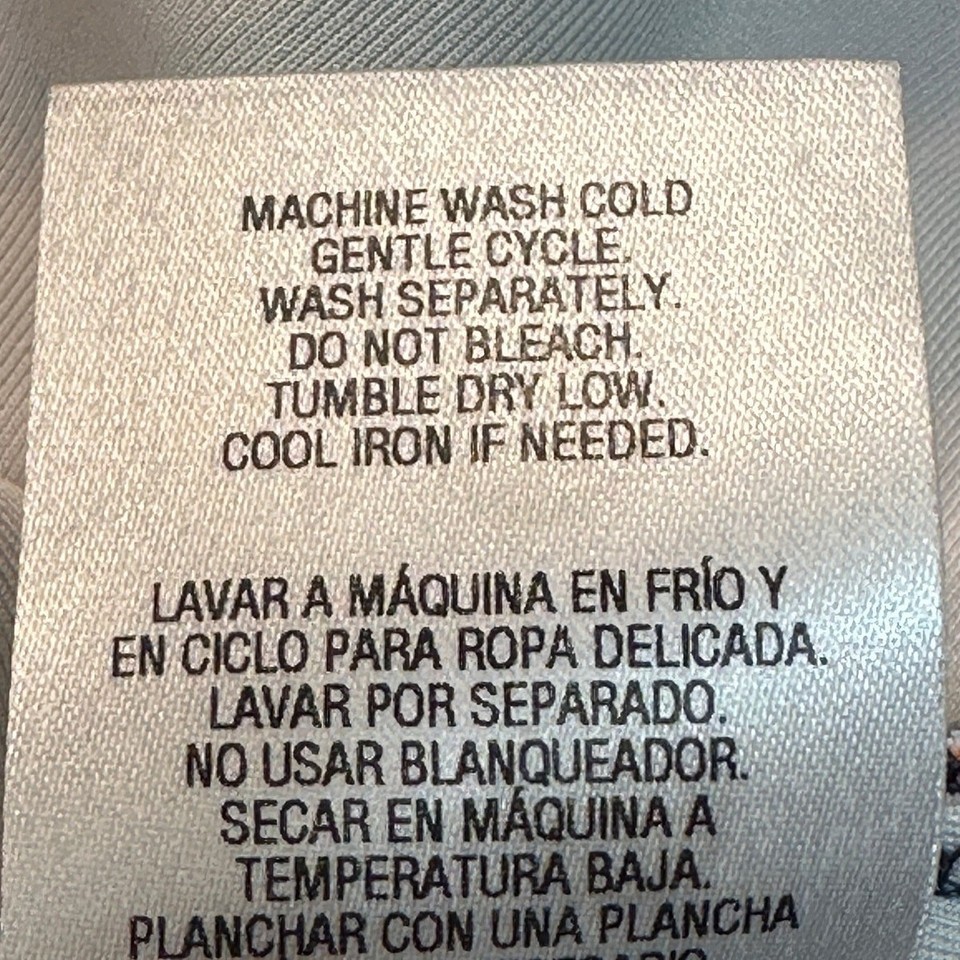 MACHINE WASH COLD
GENTLE CYCLE.
WASH SEPARATELY.
DO NOT BLEACH.
TUMBLE DRY LOW.
COOL IRON IF NEEDED.
LAVAR A MÁQUINA EN FRÍO Y
EN CICLO PARA ROPA DELICADA.
LAVAR POR SEPARADO.
NO USAR BLANQUEADOR.
SECAR EN MÁQUINA A
TEMPERATURA BAJA.
PLANCHAR CON UNA PLANCHA